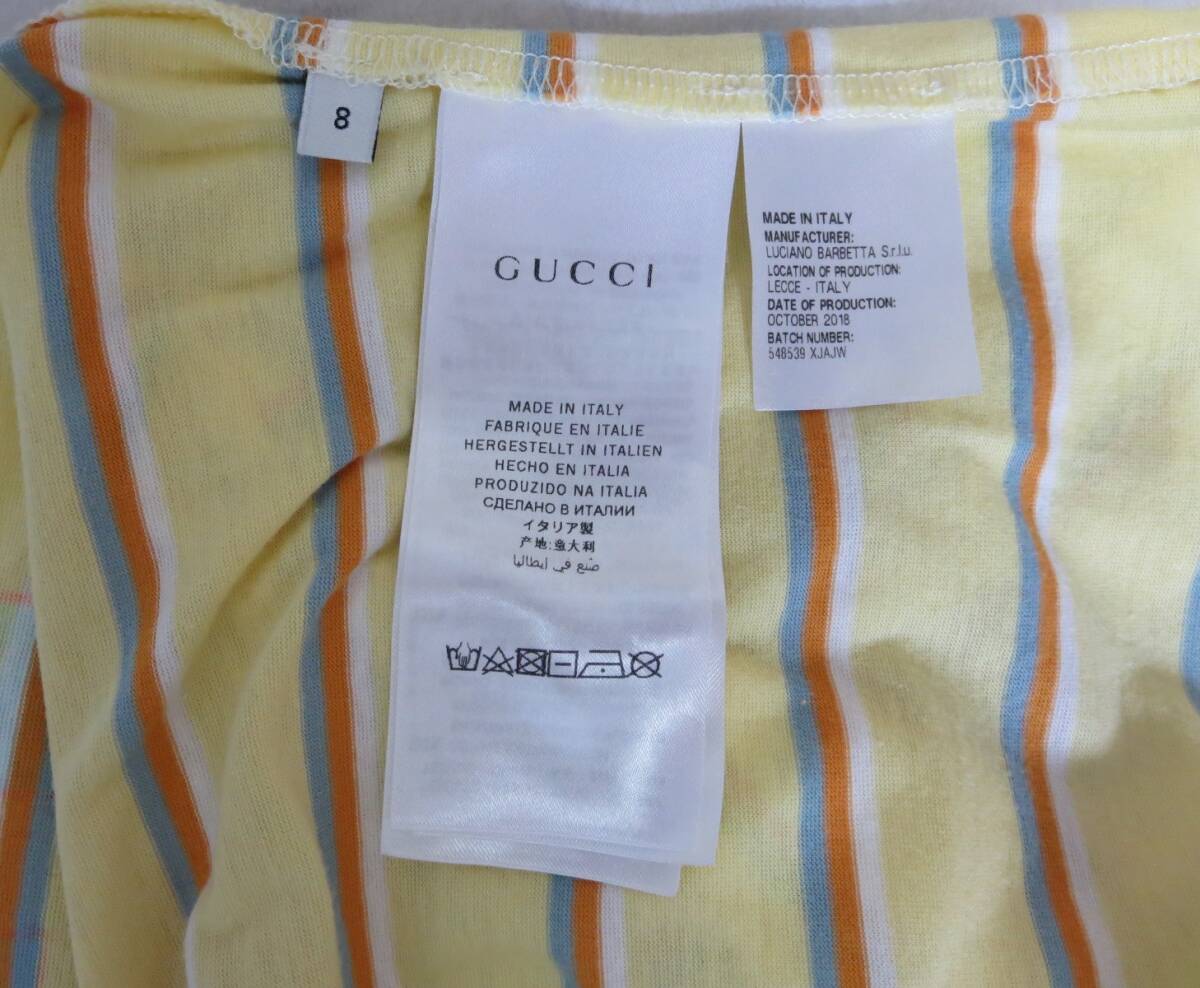 8
GUCCI
MADE IN ITALY
FABRIQUE EN ITALIE
HERGESTELLT IN ITALIEN
HECHO EN ITALIA
PRODUZIDO NA ITALIA
СДЕЛАНО В ИТАЛИИ
イタリア製
产地:意大利
صنع في إيطاليا
MADE IN ITALY
MANUFACTURER:
LUCIANO BARBETTA S.r.l.u.
LOCATION OF PRODUCTION:
LECCE - ITALY
DATE OF PRODUCTION:
OCTOBER 2018
BATCH NUMBER:
548539 XJAJW